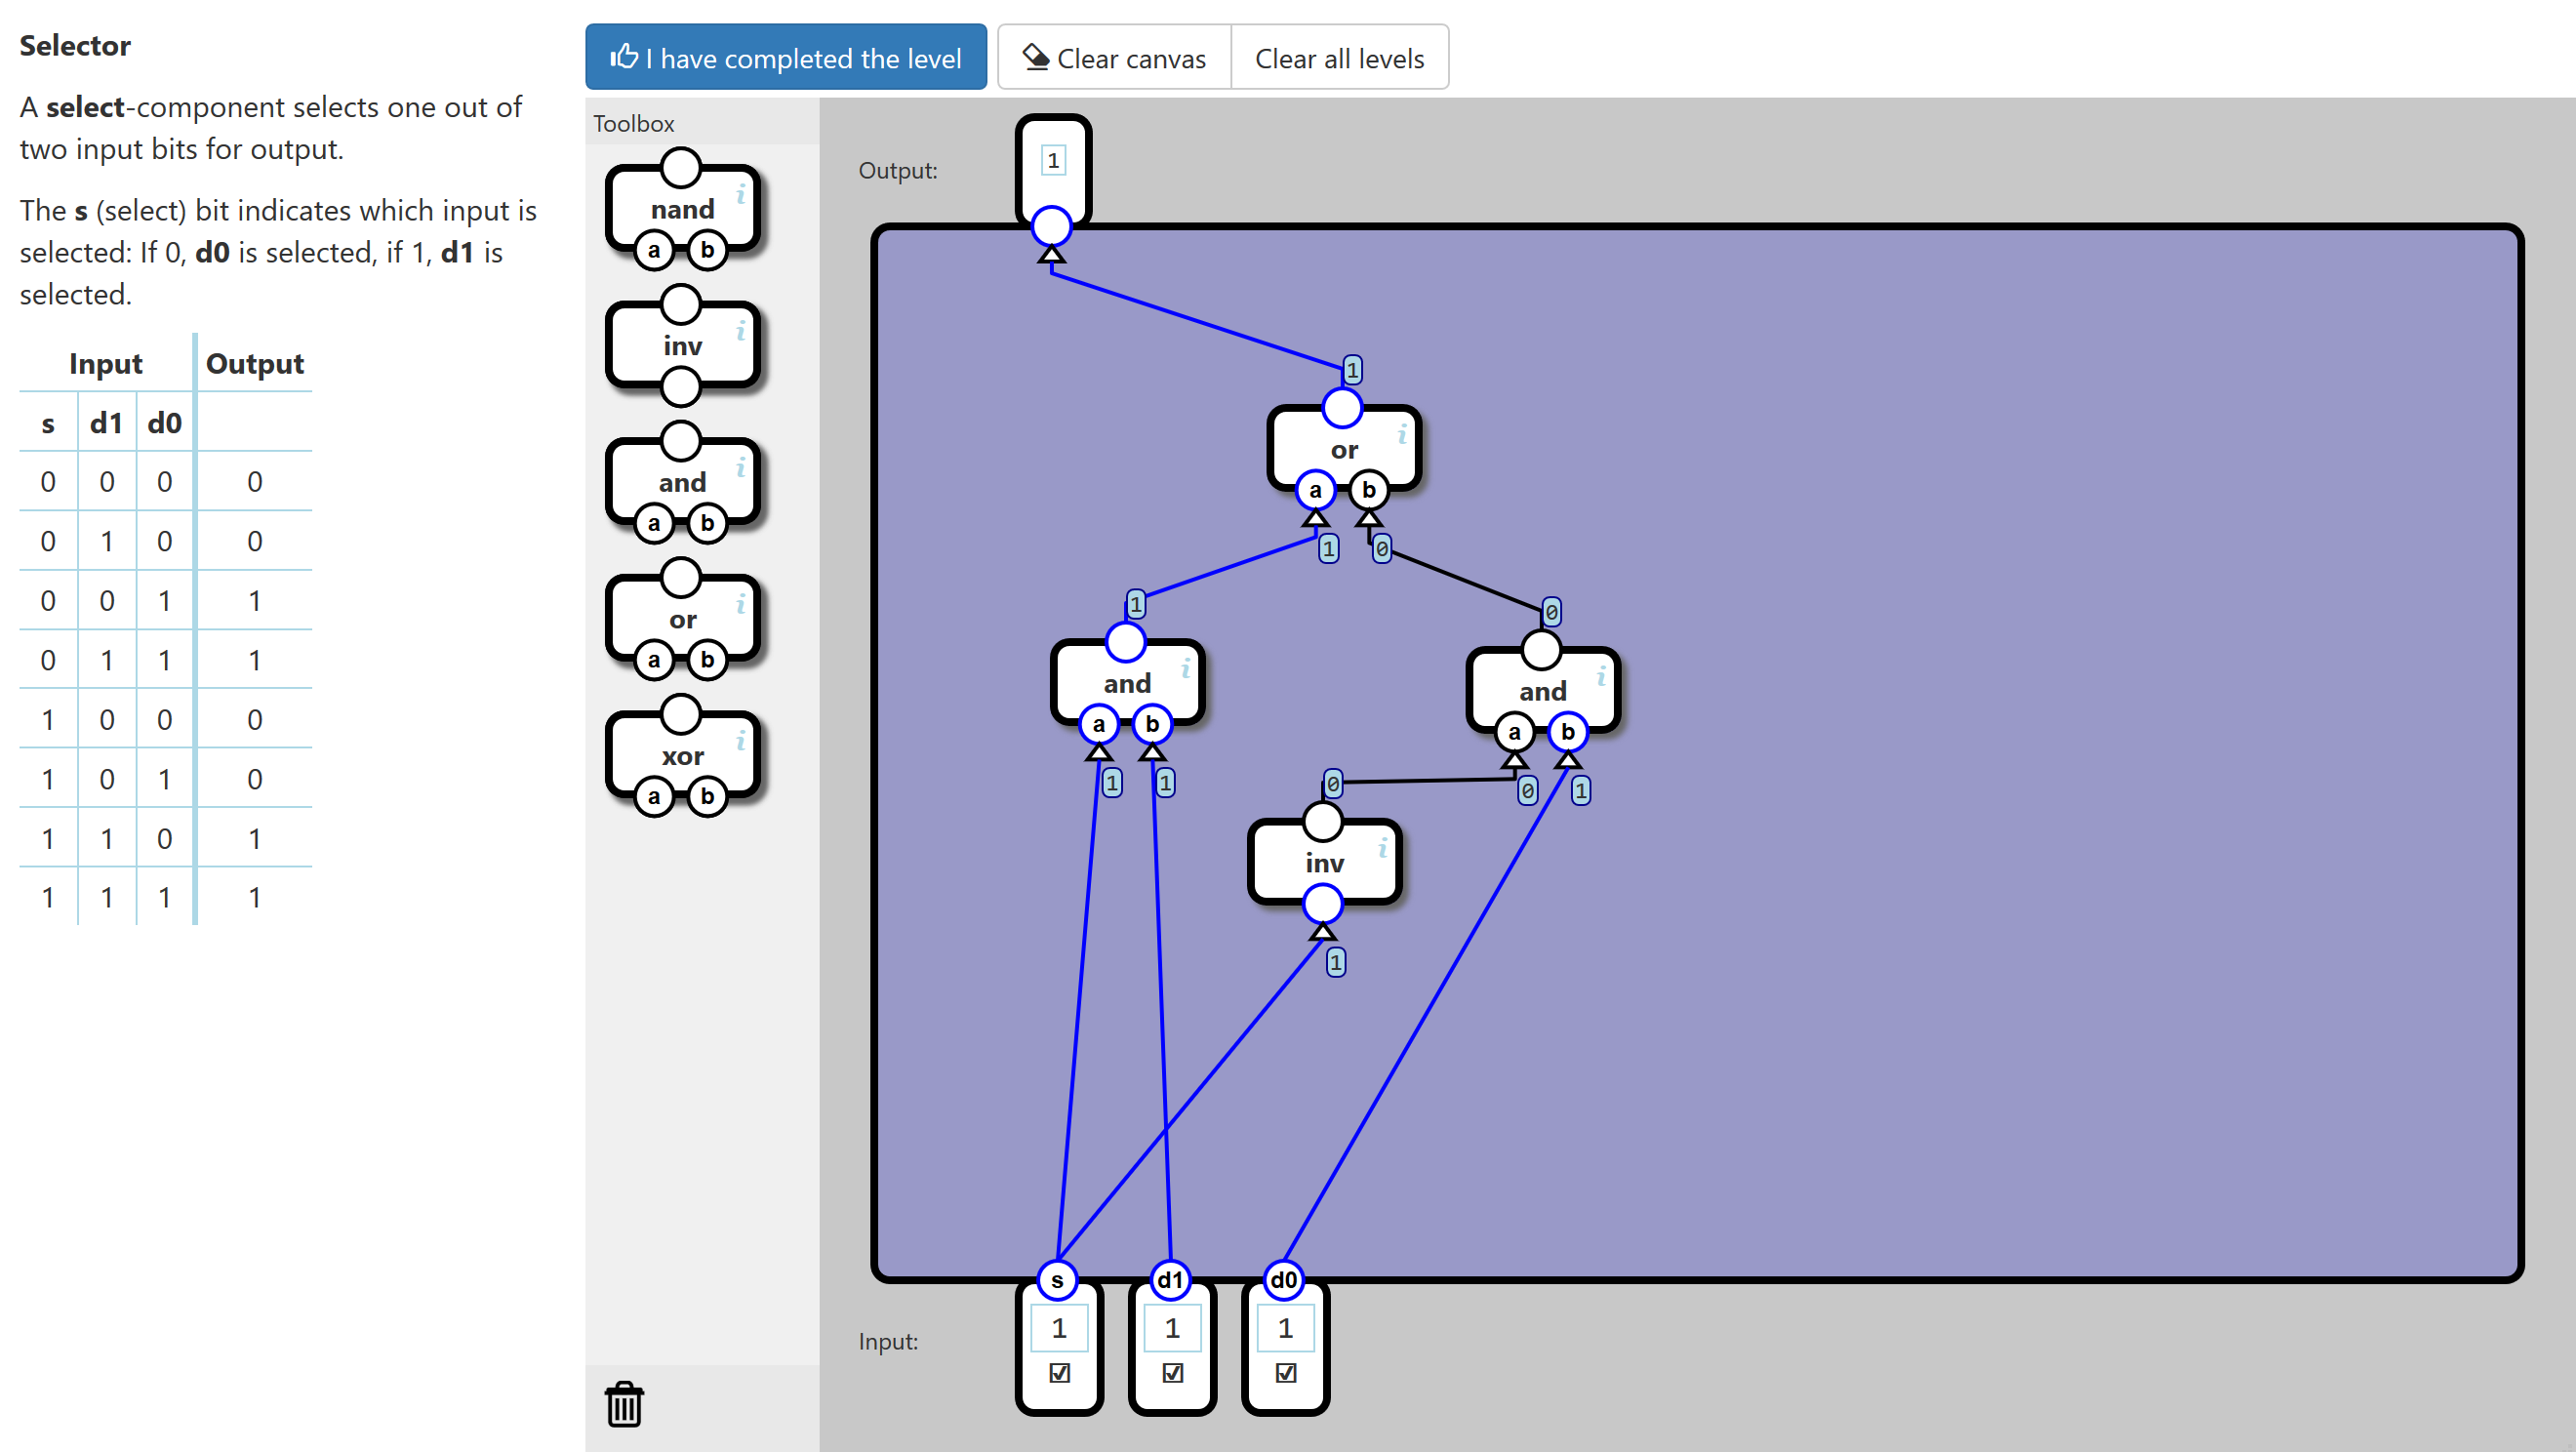 Selector
A select-component selects one out of
two input bits for output.
The s (select) bit indicates which input is
selected: If 0, d0 is selected, if 1, d1 is
selected.
Input Output
s d1 d0
0 0 0 0
0 1 0 0
0 0 1 1
0 1 1 1
1 0 0 0
1 0 1 0
1 1 0 1
1 1 1 1
I have completed the level
Clear canvas
Clear all levels
Toolbox
nand i
a b
inv i
and i
a b
or i
a b
xor i
a b
Output:
1
1
or i
a b
1 0
1
0
and i
a b
1 1
and i
a b
0 1
0
inv i
1
s d1 d0
Input:
1 1 1